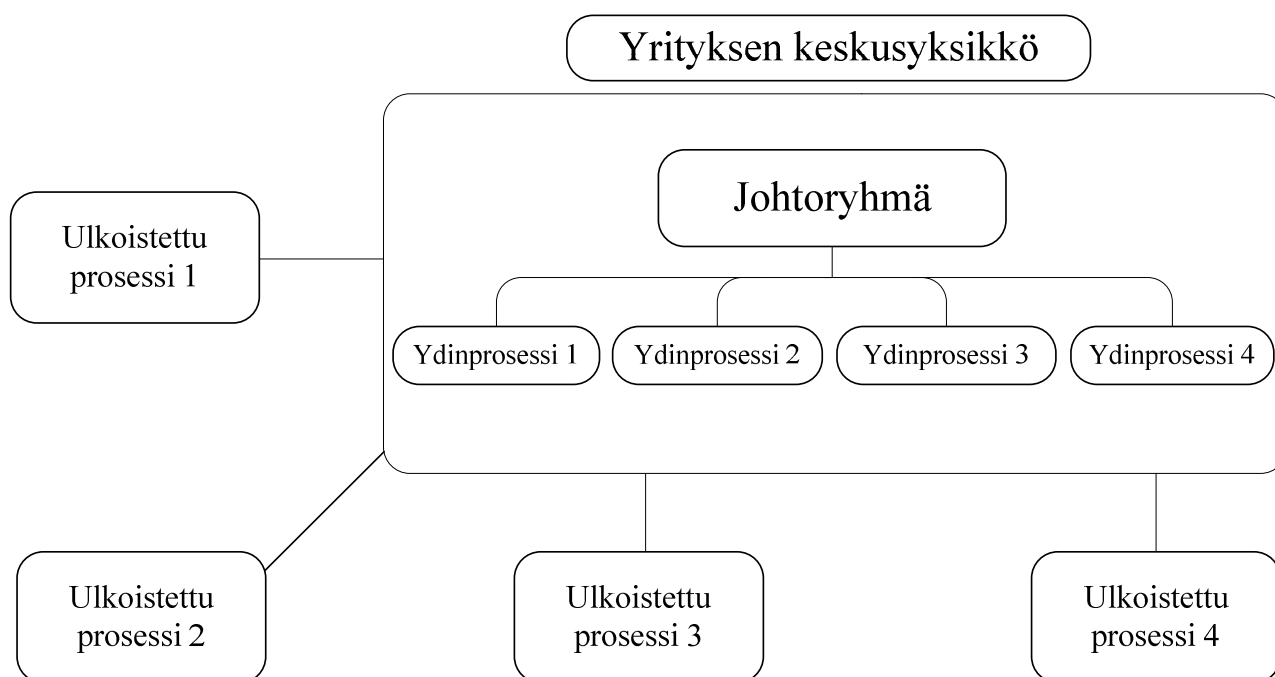 Yrityksen keskusyksikkö
Johtoryhmä
Ulkoistettu
prosessi 1
Ydinprosessi 1
Ydinprosessi 2
Ydinprosessi 3
Ydinprosessi 4
Ulkoistettu
prosessi 2
Ulkoistettu
prosessi 3
Ulkoistettu
prosessi 4